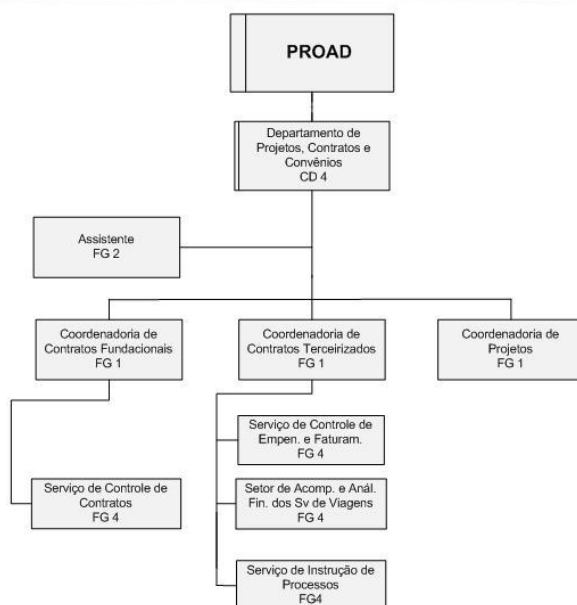 PROAD
Departamento de
Projetos, Contratos e
Convênios
CD 4
Assistente
FG 2
Coordenadoria de
Contratos Fundacionais
FG 1
Coordenadoria de
Contratos Terceirizados
FG 1
Coordenadoria de
Projetos
FG 1
Serviço de Controle de
Empen. e Faturam.
FG 4
Serviço de Controle de
Contratos
FG 4
Setor de Acomp. e Anál.
Fin. dos Sv de Viagens
FG 4
Serviço de Instrução de
Processos
FG4